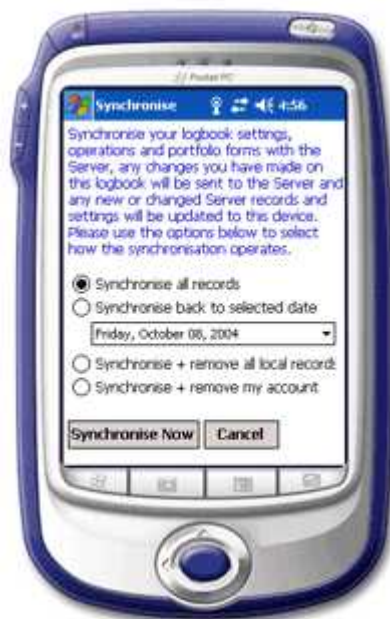 Pocket PC
Synchronise 4:56
Synchronise your logbook settings,
operations and portfolio forms with the
Server, any changes you have made on
this logbook will be sent to the Server and
any new or changed Server records and
settings will be updated to this device.
Please use the options below to select
how the synchronisation operates.
Synchronise all records
Synchronise back to selected date
Friday, October 08, 2004
Synchronise + remove all local records
Synchronise + remove my account
Synchronise Now Cancel